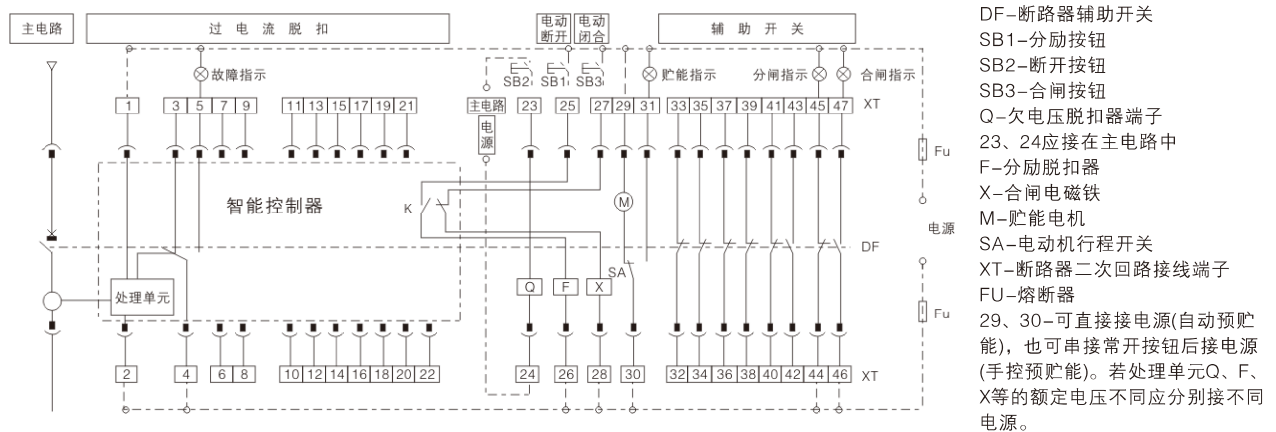 主电路 过电流脱扣 电动 电动 辅助开关
断开 闭合
故障指示 SB2 SB1 SB3 贮能指示 分闸指示 合闸指示
1 3 5 7 9 11 13 15 17 19 21 主电路 23 25 27 29 31 33 35 37 39 41 43 45 47 XT
电源
Fu
智能控制器 K M
电源
DF
SA
处理单元 Q F X
Fu
2 4 6 8 10 12 14 16 18 20 22 24 26 28 30 32 34 36 38 40 42 44 46 XT
DF–断路器辅助开关
SB1–分励按钮
SB2–断开按钮
SB3–合闸按钮
Q–欠电压脱扣器端子
23、24应接在主电路中
F–分励脱扣器
X–合闸电磁铁
M–贮能电机
SA–电动机行程开关
XT–断路器二次回路接线端子
FU–熔断器
29、30–可直接接电源(自动预贮
能)，也可串接常开按钮后接电源
(手控预贮能)。若处理单元Q、F、
X等的额定电压不同应分别接不同
电源。